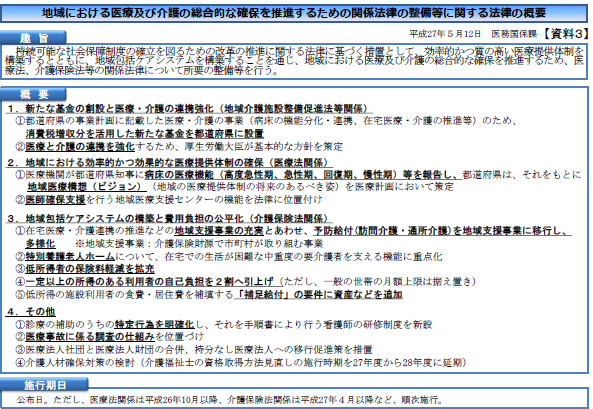 地域における医療及び介護の総合的な確保を推進するための関係法律の整備等に関する法律の概要
平成27年５月12日　医務国保課　【資料３】
趣　旨
持続可能な社会保障制度の確立を図るための改革の推進に関する法律に基づく措置として、効率的かつ質の高い医療提供体制を
構築するとともに、地域包括ケアシステムを構築することを通じ、地域における医療及び介護の総合的な確保を推進するため、医
療法、介護保険法等の関係法律について所要の整備等を行う。
概　要
１．新たな基金の創設と医療・介護の連携強化（地域介護施設整備促進法等関係）
①都道府県の事業計画に記載した医療・介護の事業（病床の機能分化・連携、在宅医療・介護の推進等）のため、
消費税増収分を活用した新たな基金を都道府県に設置
②医療と介護の連携を強化するため、厚生労働大臣が基本的な方針を策定
２．地域における効率的かつ効果的な医療提供体制の確保（医療法関係）
①医療機関が都道府県知事に病床の医療機能（高度急性期、急性期、回復期、慢性期）等を報告し、都道府県は、それをもとに
地域医療構想（ビジョン）（地域の医療提供体制の将来のあるべき姿）を医療計画において策定
②医師確保支援を行う地域医療支援センターの機能を法律に位置付け
３．地域包括ケアシステムの構築と費用負担の公平化（介護保険法関係）
①在宅医療・介護連携の推進などの地域支援事業の充実とあわせ、予防給付（訪問介護・通所介護）を地域支援事業に移行し、
多様化　　※地域支援事業：介護保険財源で市町村が取り組む事業
②特別養護老人ホームについて、在宅での生活が困難な中重度の要介護者を支える機能に重点化
③低所得者の保険料軽減を拡充
④一定以上の所得のある利用者の自己負担を２割へ引上げ（ただし、一般の世帯の月額上限は据え置き）
⑤低所得の施設利用者の食費・居住費を補填する「補足給付」の要件に資産などを追加
４．その他
①診療の補助のうちの特定行為を明確化し、それを手順書により行う看護師の研修制度を新設
②医療事故に係る調査の仕組みを位置づけ
③医療法人社団と医療法人財団の合併、持分なし医療法人への移行促進策を措置
④介護人材確保対策の検討（介護福祉士の資格取得方法見直しの施行時期を27年度から28年度に延期）
施行期日
公布日。ただし、医療法関係は平成26年10月以降、介護保険法関係は平成27年４月以降など、順次施行。